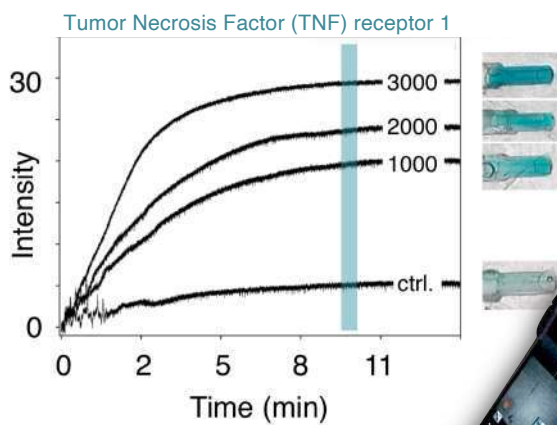 Tumor Necrosis Factor (TNF) receptor 1
30
3000
2000
1000
Intensity
ctrl.
0
0 2 5 8 11
Time (min)